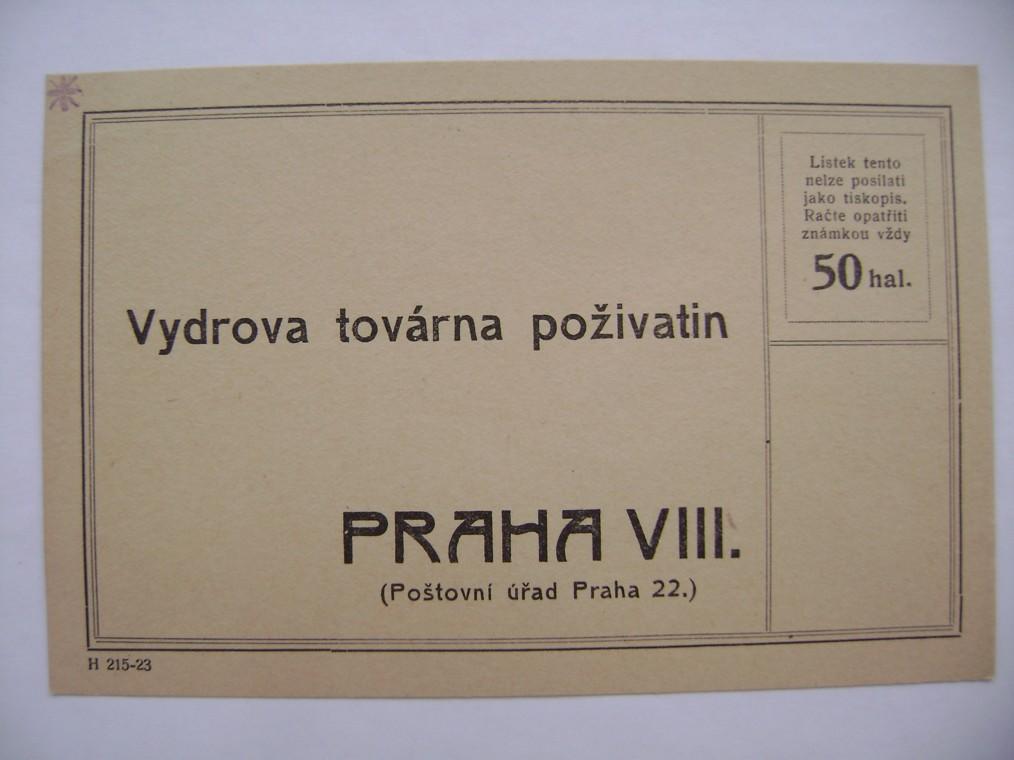 Lístek tento
nelze posílati
jako tiskopis.
Račte opatřiti
známkou vždy
50 hal.
Vydrova továrna poživatin
PRAHA VIII.
(Poštovní úřad Praha 22.)
H 215-23